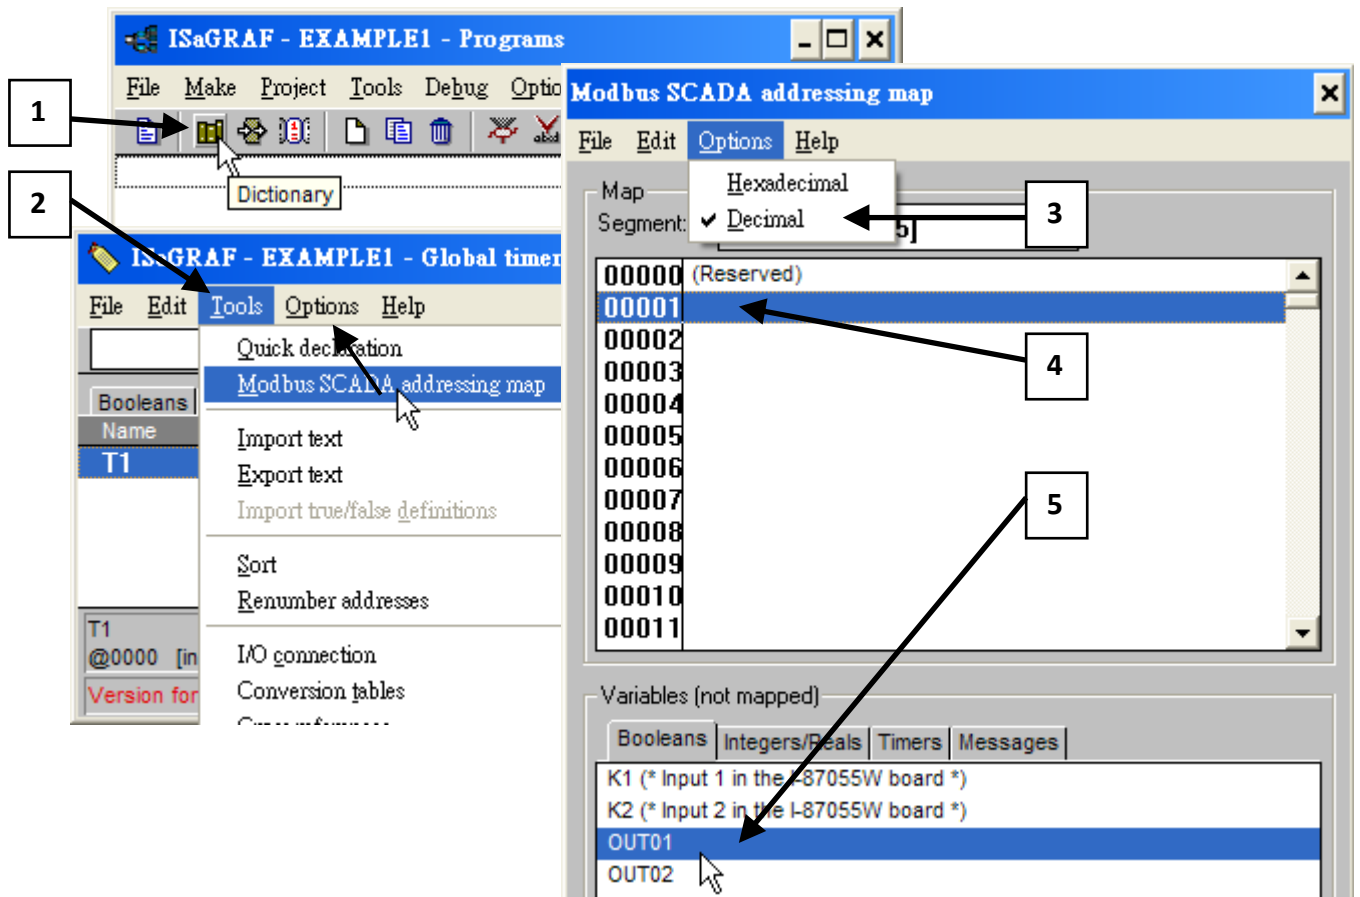 ISaGRAF - EXAMPLE1 - Programs
File Make Project Tools Debug Optio
1
Dictionary
2
ISaGRAF - EXAMPLE1 - Global timer
File Edit Tools Options Help
Quick declaration
Modbus SCADA addressing map
Import text
Export text
Import true/false definitions
Sort
Renumber addresses
I/O connection
Conversion tables
Booleans
Name
T1
T1
@0000 [in
Version for
Modbus SCADA addressing map
File Edit Options Help
Hexadecimal
Decimal
3
Map
Segment: 5]
00000 (Reserved)
00001
00002
00003
00004
00005
00006
00007
00008
00009
00010
00011
4
5
Variables (not mapped)
Booleans Integers/Reals Timers Messages
K1 (* Input 1 in the I-87055W board *)
K2 (* Input 2 in the I-87055W board *)
OUT01
OUT02